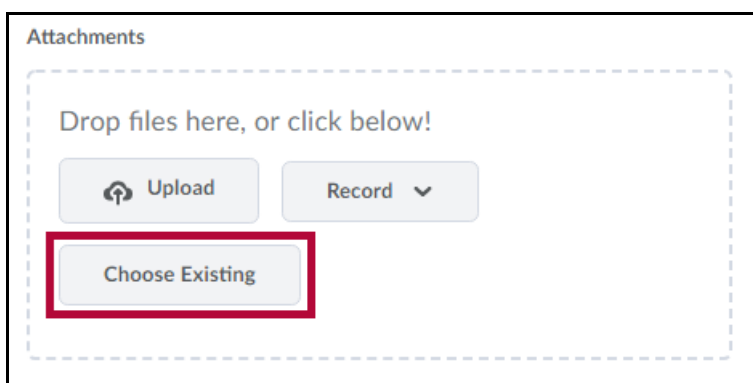 Attachments
Drop files here, or click below!
Upload
Record
Choose Existing